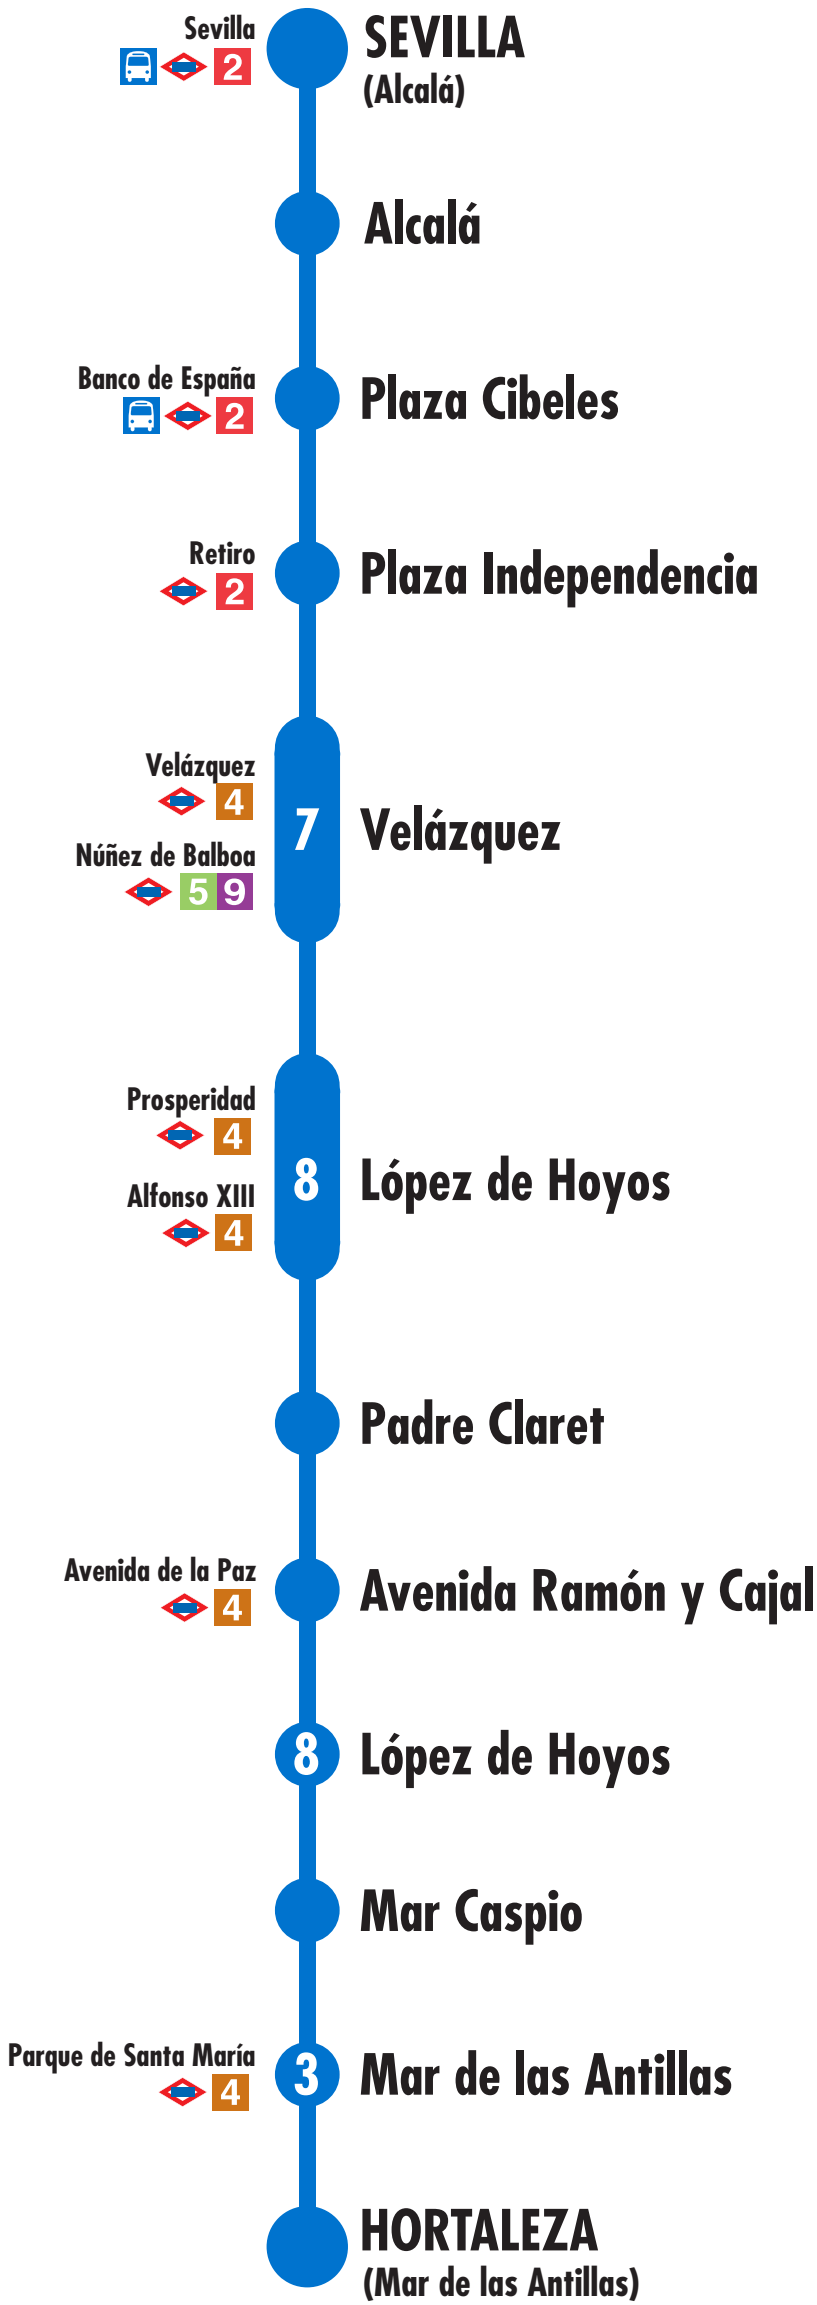 Sevilla
2
SEVILLA
(Alcalá)
Alcalá
Banco de España
2
Plaza Cibeles
Retiro
2
Plaza Independencia
Velázquez
4
Núñez de Balboa
5 9
7
Velázquez
Prosperidad
4
Alfonso XIII
4
8
López de Hoyos
Padre Claret
Avenida de la Paz
4
Avenida Ramón y Cajal
8
López de Hoyos
Mar Caspio
Parque de Santa María
4
3
Mar de las Antillas
HORTALEZA
(Mar de las Antillas)